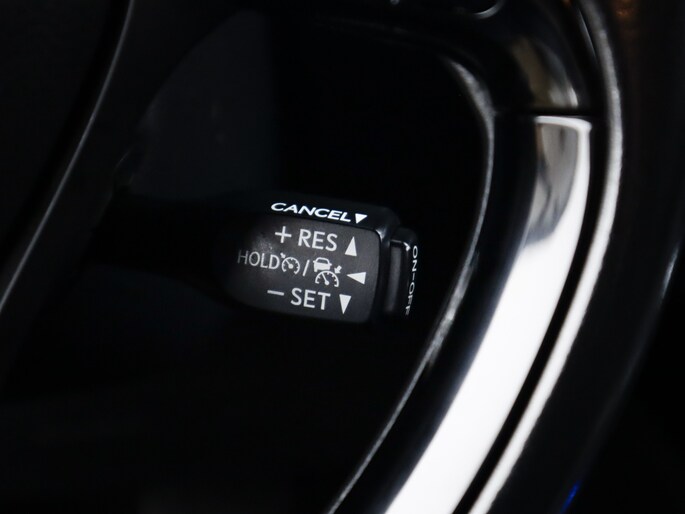 CANCEL▼
+ RES ▲
HOLD / ◄
− SET ▼
ON-OFF